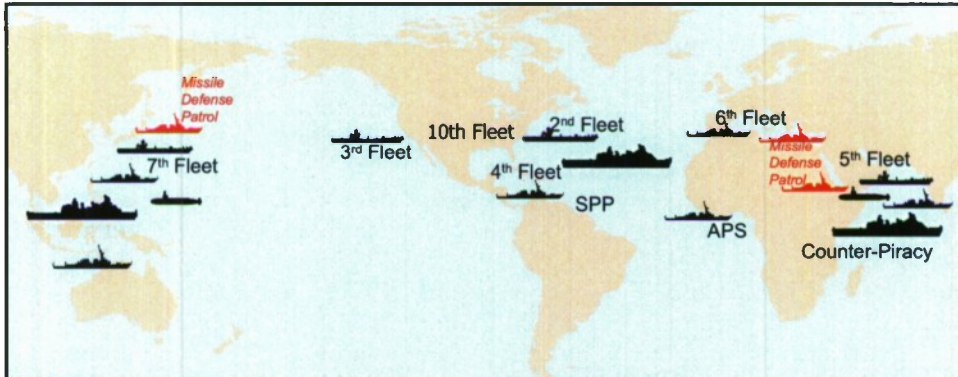 Missile
Defense
Patrol
7th Fleet
3rd Fleet
10th Fleet
2nd Fleet
4th Fleet
SPP
6th Fleet
Missile
Defense
Patrol
5th Fleet
APS
Counter-Piracy